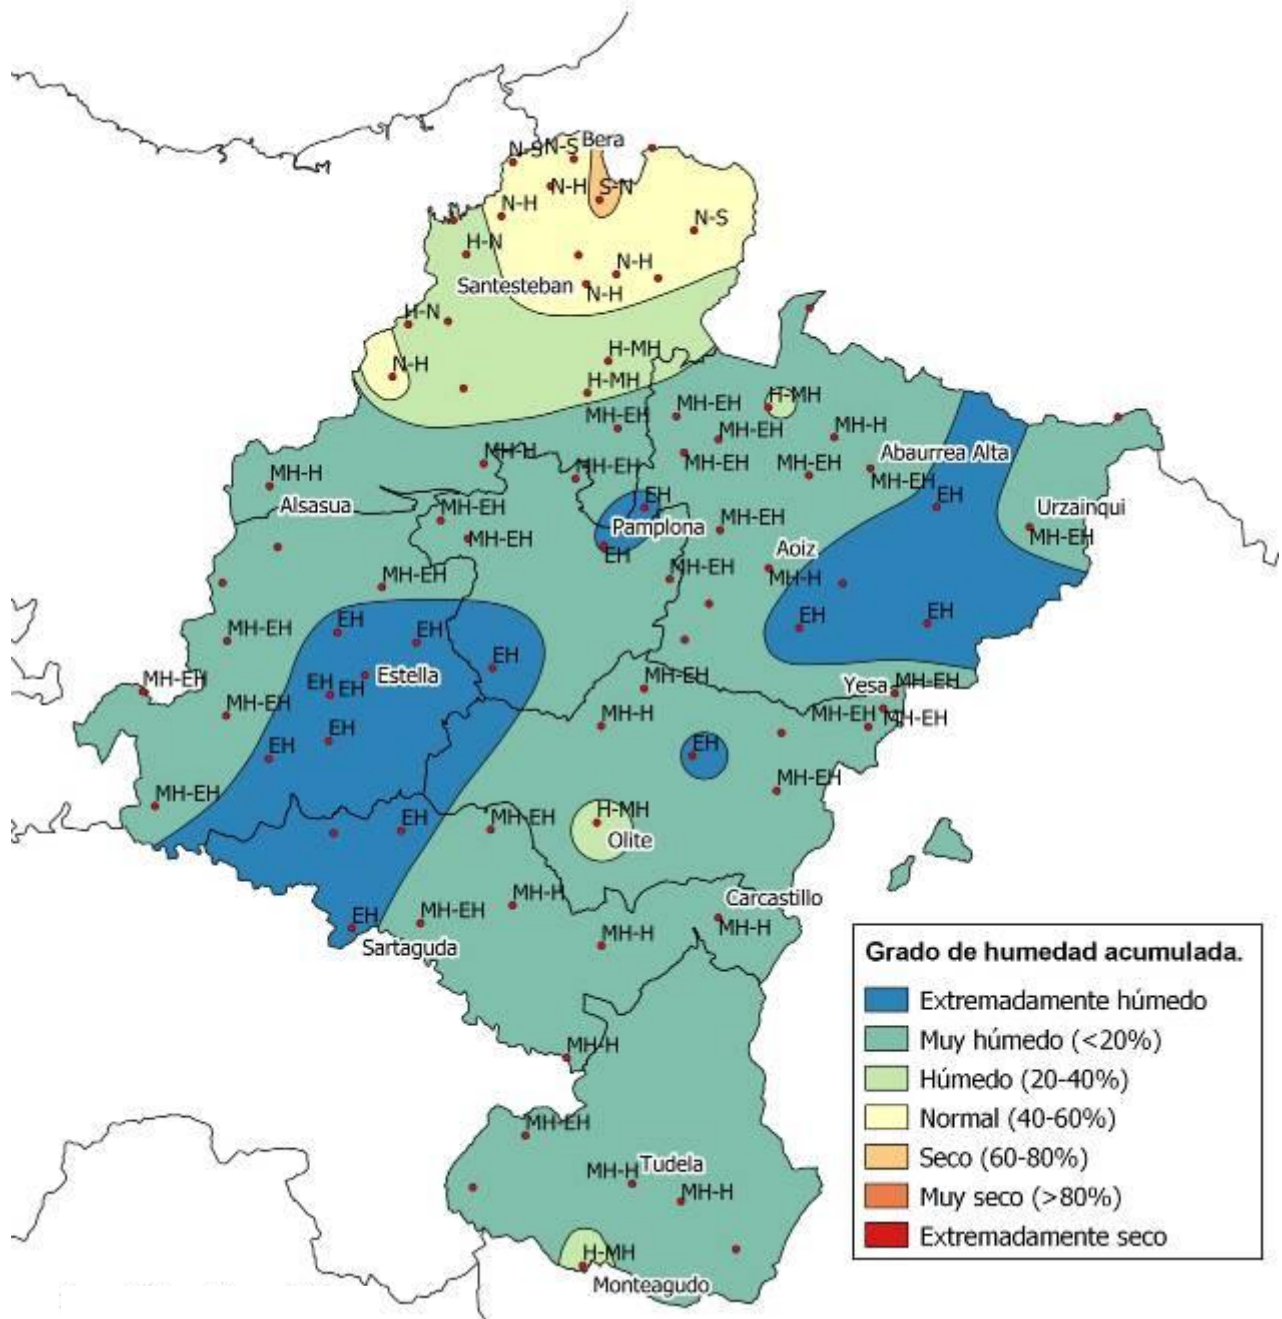 Bera
N-S
N-S
N-H
S-N
N-H
N-S
H-N
N-H
Santesteban
N-H
H-N
H-MH
N-H
H-MH
H-MH
MH-EH
MH-EH
MH-EH
MH-H
Abaurrea Alta
MH-H
MH-EH
MH-EH
MH-EH
MH-H
MH-EH
EH
EH
Alsasua
Pamplona
Urzainqui
MH-EH
MH-EH
MH-EH
MH-EH
EH
Aoiz
MH-EH
MH-EH
MH-H
EH
EH
EH
MH-EH
EH
EH
MH-EH
Estella
EH
EH
MH-EH
Yesa
MH-EH
MH-EH
MH-H
MH-EH
MH-EH
EH
EH
EH
MH-EH
MH-EH
EH
MH-EH
H-MH
Olite
MH-H
Carcastillo
EH
MH-EH
MH-H
Sartaguda
MH-H
Grado de humedad acumulada.
Extremadamente húmedo
Muy húmedo (<20%)
Húmedo (20-40%)
Normal (40-60%)
Seco (60-80%)
Muy seco (>80%)
Extremadamente seco
MH-H
MH-EH
MH-H
Tudela
MH-H
H-MH
Monteagudo